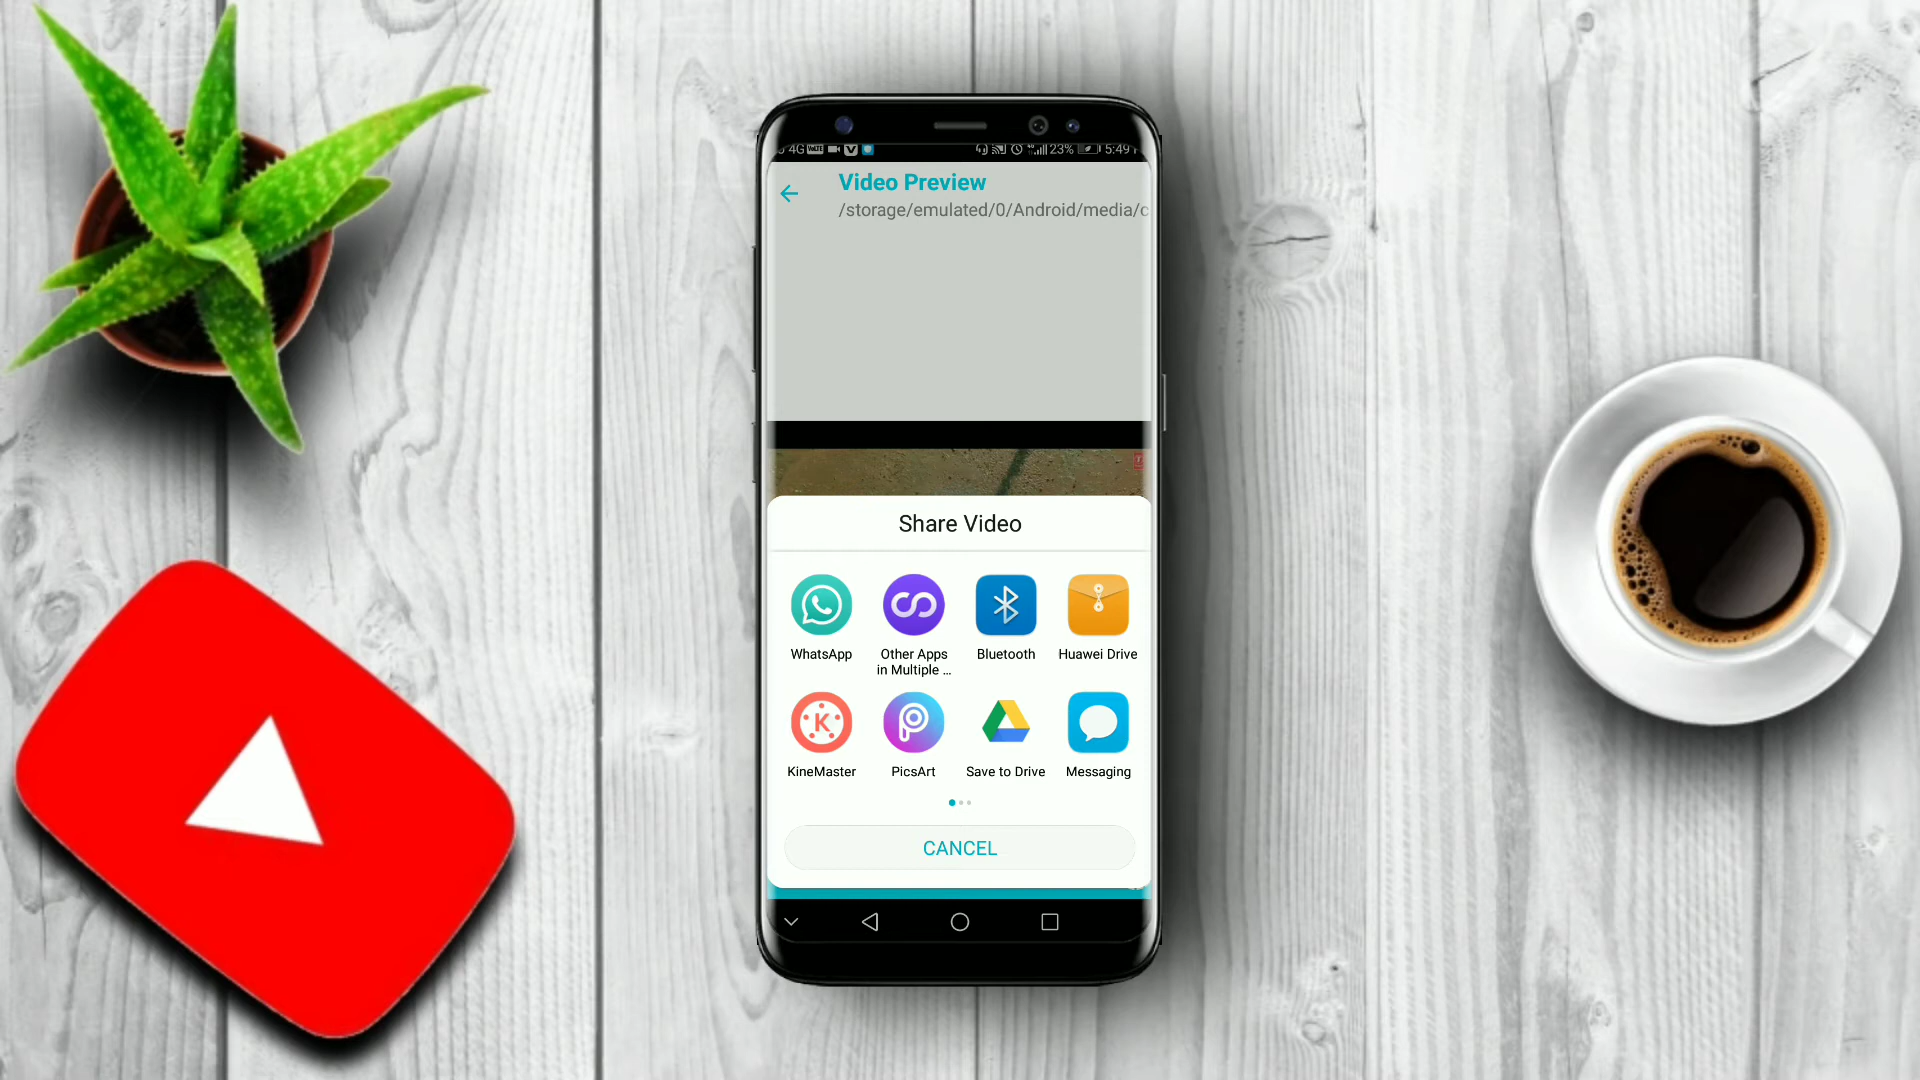 4G VoLTE 23% 5:49
Video Preview
/storage/emulated/0/Android/media/c
Share Video
WhatsApp
Other Apps
in Multiple ...
Bluetooth
Huawei Drive
KineMaster
PicsArt
Save to Drive
Messaging
CANCEL